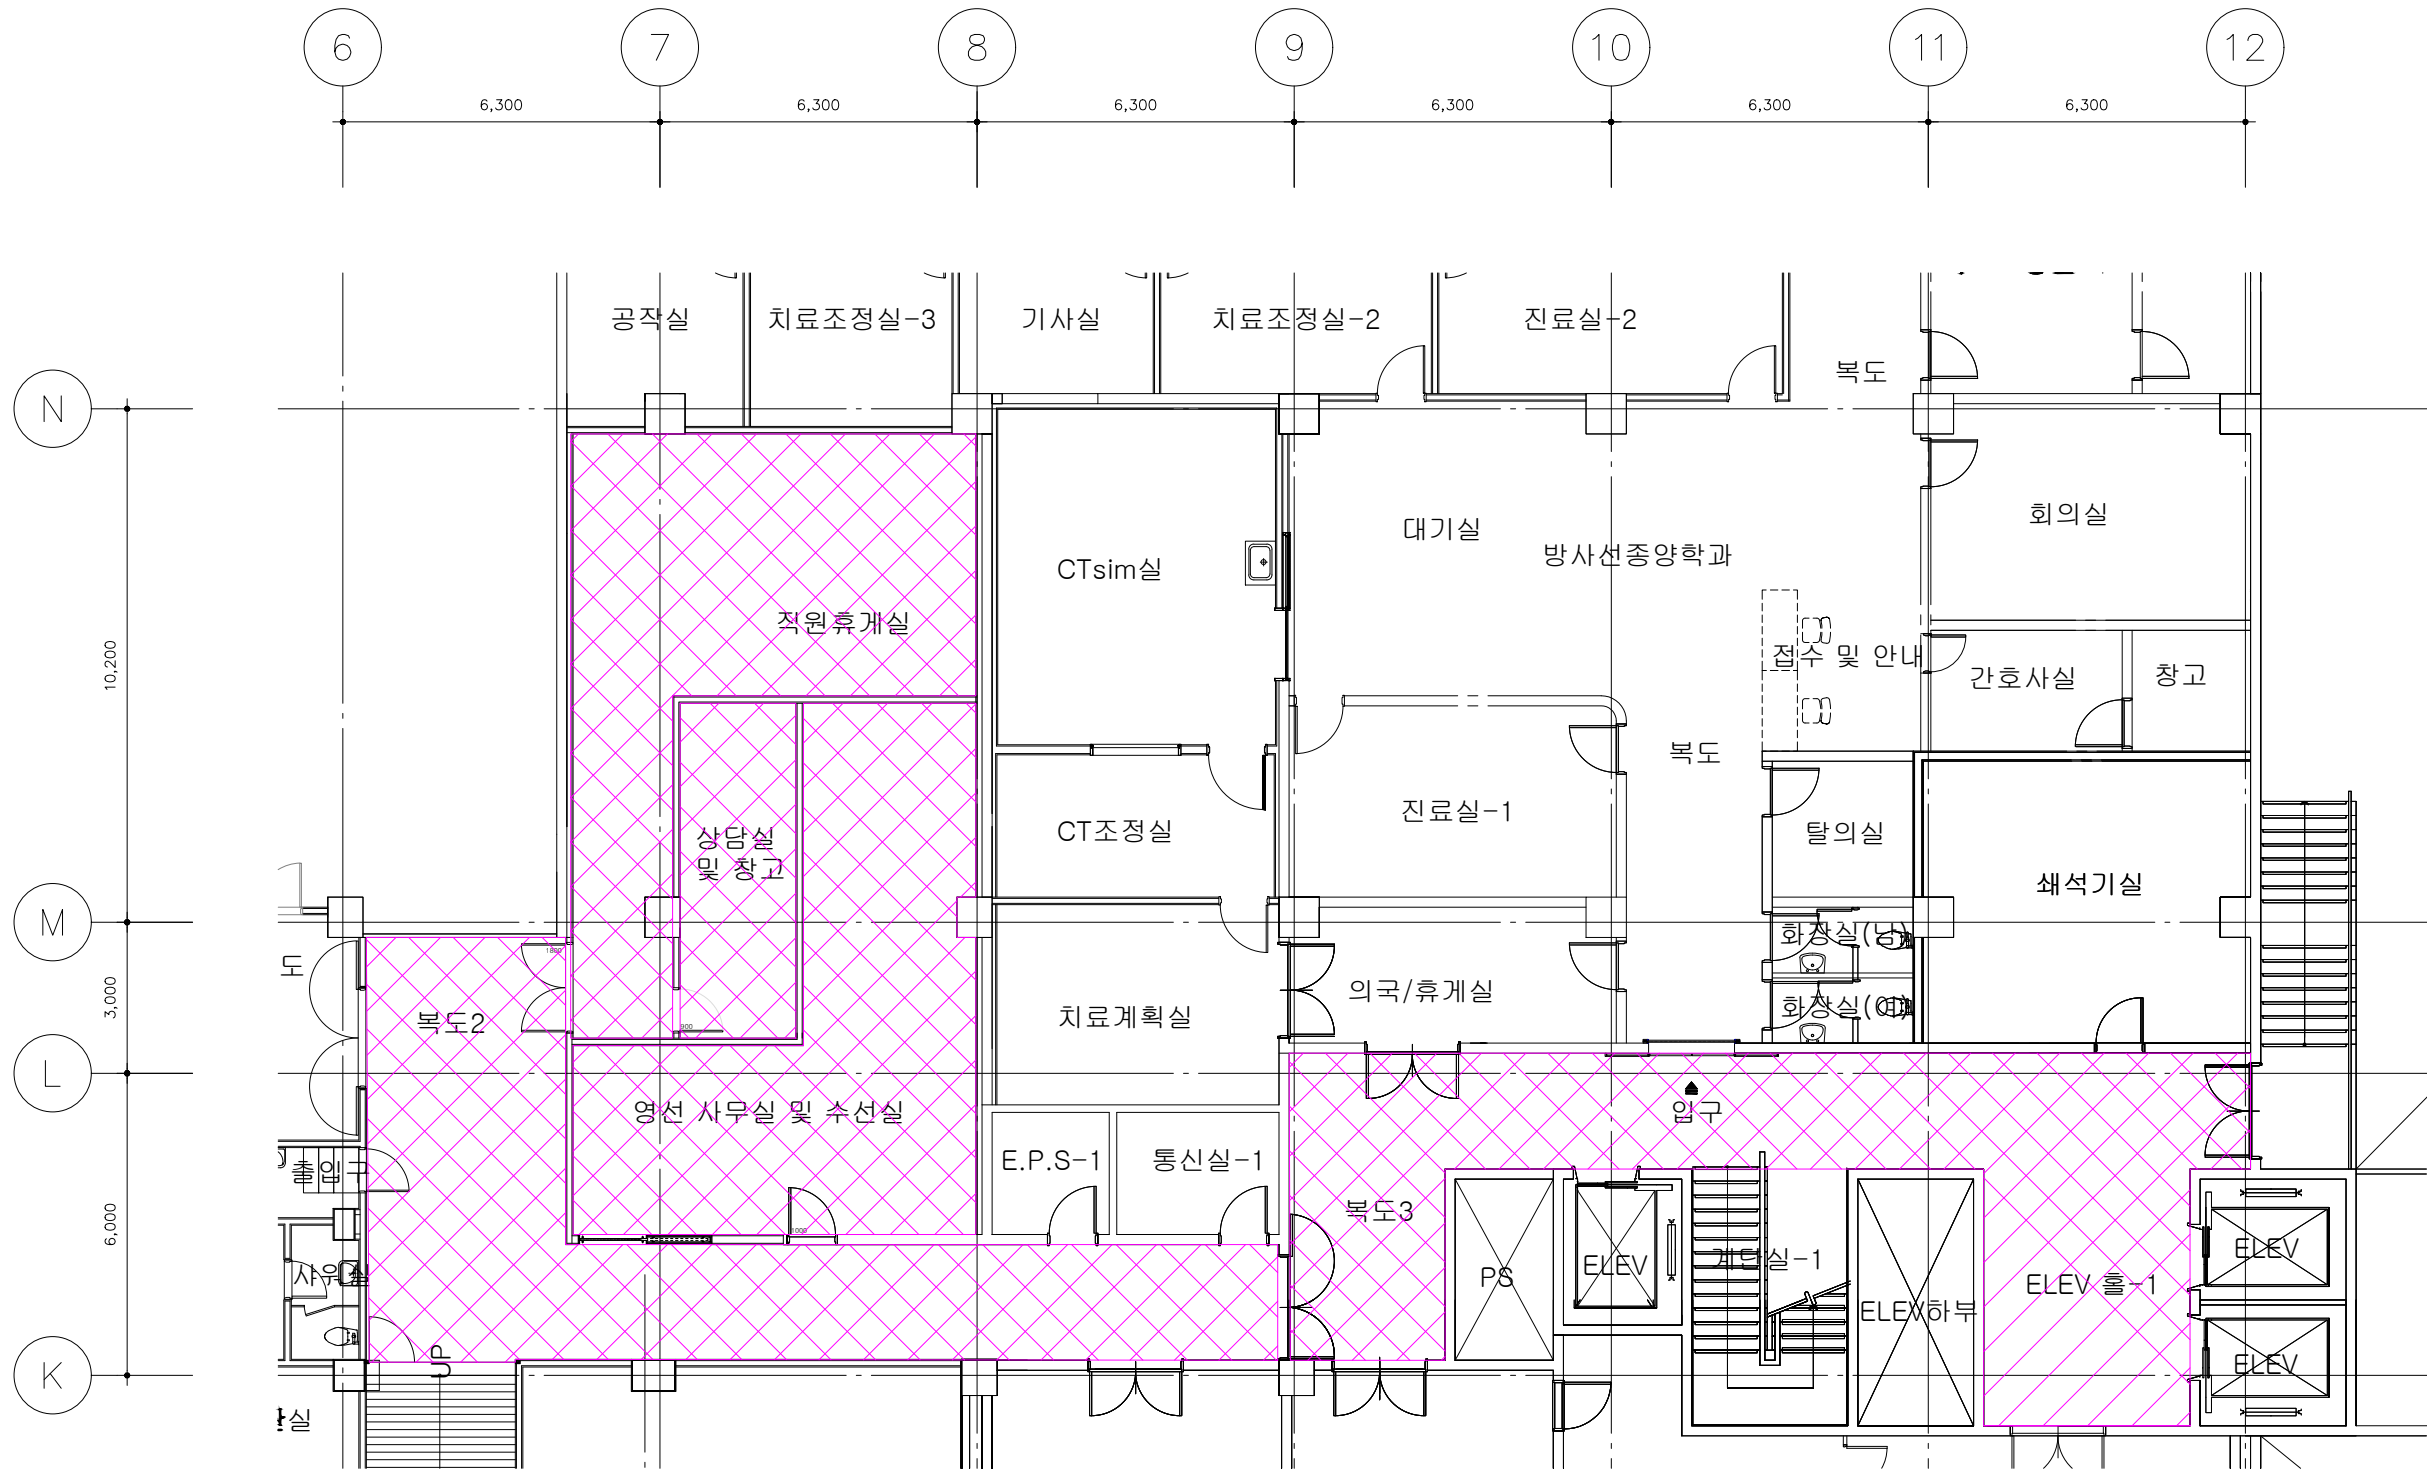 6 7 8 9 10 11 12
6,300 6,300 6,300 6,300 6,300 6,300
공작실 치료조정실-3 기사실 치료조정실-2 진료실-2
복도
N
회의실
대기실
방사선종양학과
CTsim실
직원휴게실
10,200
접수 및 안내
간호사실 창고
복도
진료실-1
CT조정실
탈의실
상담실
및 창고
쇄석기실
M
화장실(남)
1800
도
의국/휴게실
3,000
화장실(여)
치료계획실
복도2
900
L
영선 사무실 및 수선실
입구
E.P.S-1 통신실-1
출입구
복도3
6,000
1000
ELEV
계단실-1
ELEV
샤워실
PS
ELEV 홀-1
ELEV하부
UP
ELEV
K